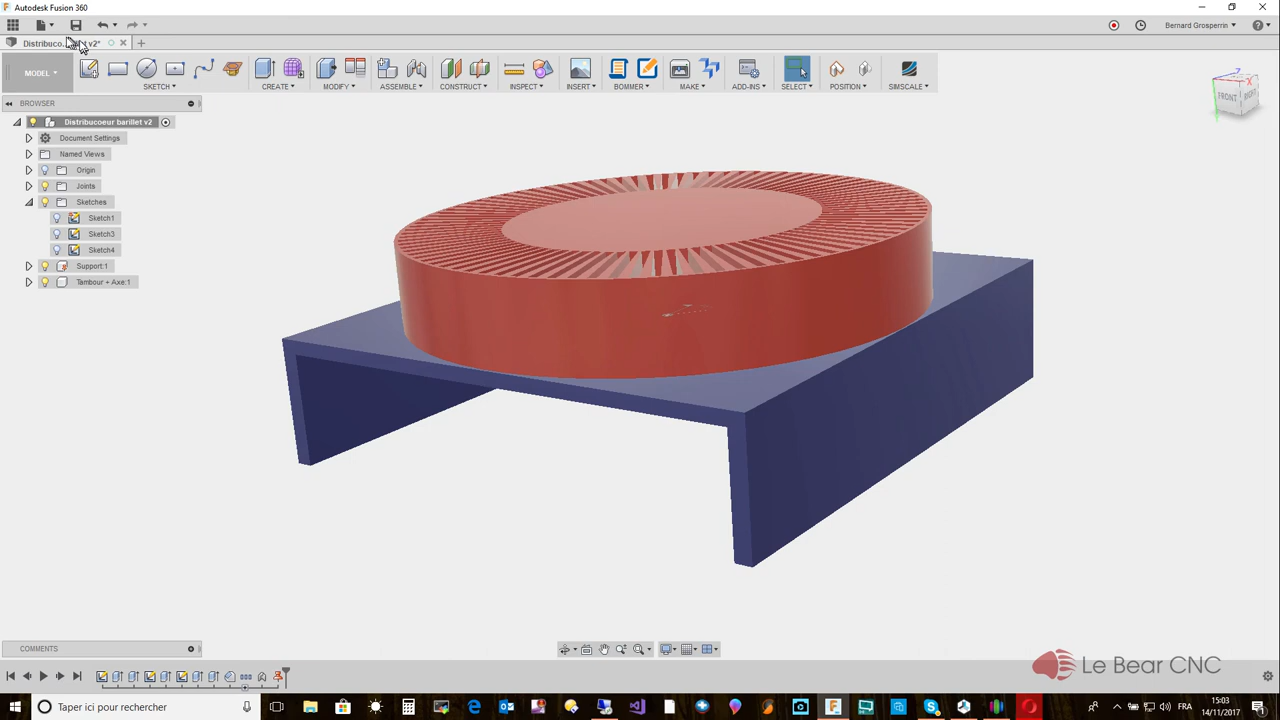 Autodesk Fusion 360
Bernard Grosperrin
Distribuco... v2*
MODEL
SKETCH
CREATE
MODIFY
ASSEMBLE
CONSTRUCT
INSPECT
INSERT
BOMMER
MAKE
ADD-INS
SELECT
POSITION
SIMSCALE
BROWSER
Distribucoeur barillet v2
Document Settings
Named Views
Origin
Joints
Sketches
Sketch1
Sketch3
Sketch4
Support:1
Tambour + Axe:1
FRONT
RIGHT
Z
X
COMMENTS
Le Bear CNC
Taper ici pour rechercher
FRA
15:03
14/11/2017